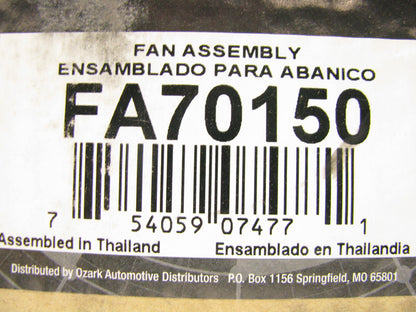 FAN ASSEMBLY
ENSAMBLADO PARA ABANICO
FA70150
7 54059 07477 1
Assembled in Thailand Ensamblado en Thailandia
Distributed by Ozark Automotive Distributors P.O. Box 1156 Springfield, MO 65801